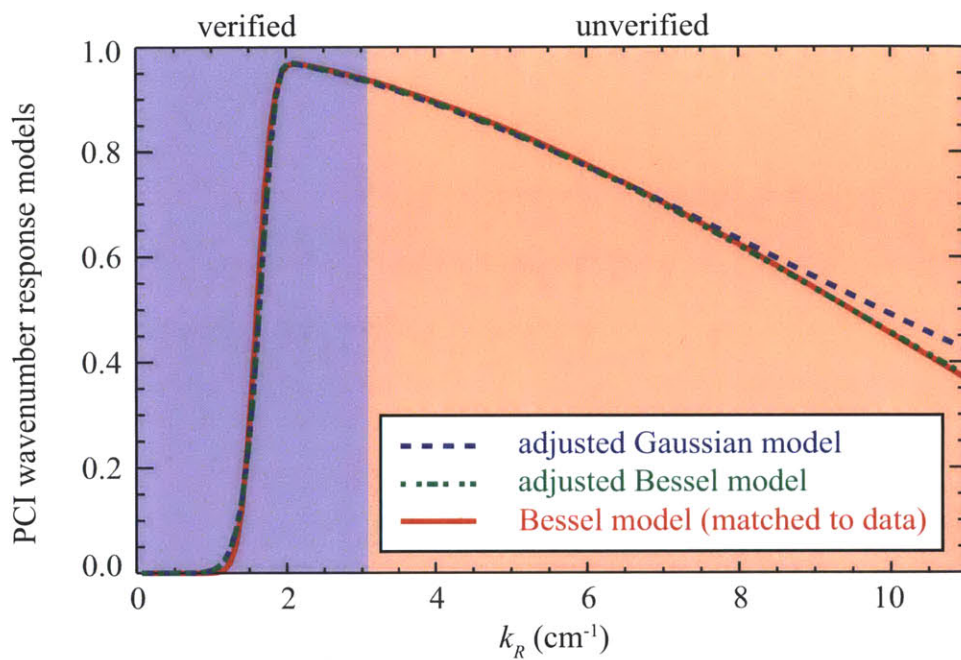 verified unverified
1.0
0.8
0.6
0.4
0.2
0.0
PCI wavenumber response models
adjusted Gaussian model
adjusted Bessel model
Bessel model (matched to data)
0 2 4 6 8 10
k_R (cm⁻¹)